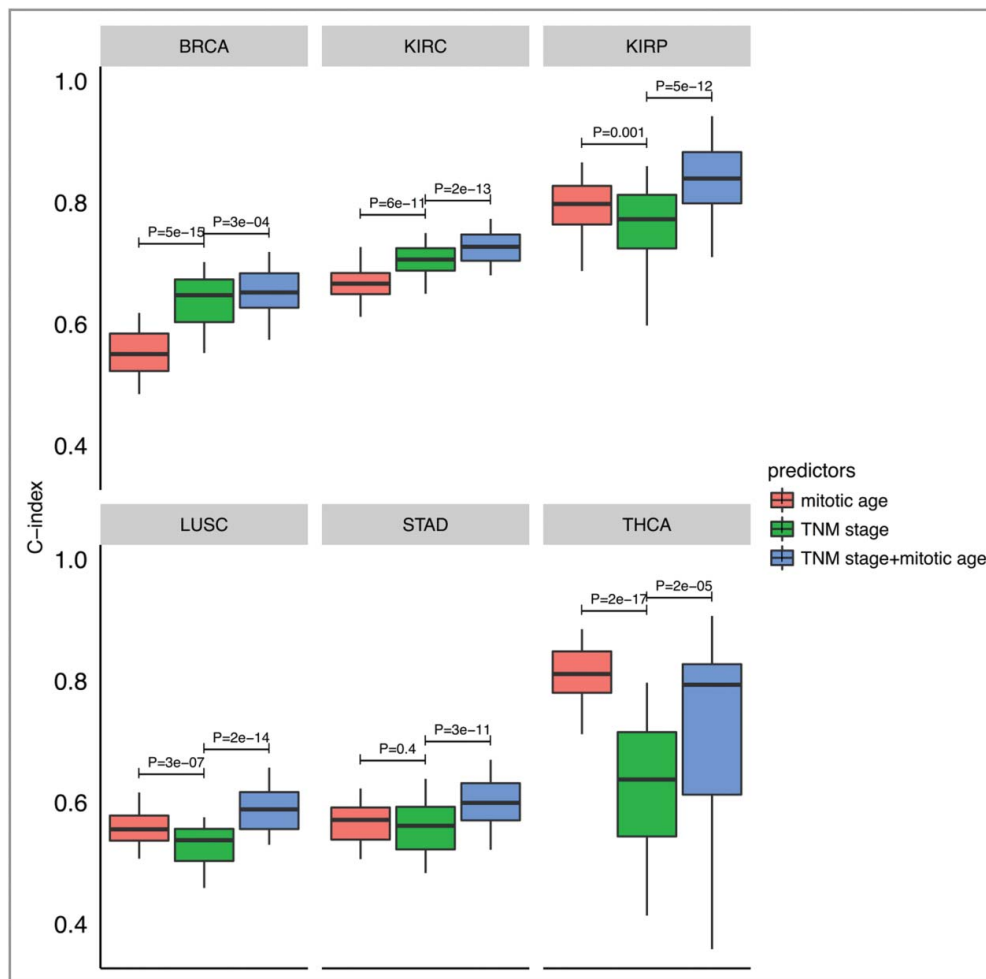 BRCA KIRC KIRP
1.0
P=5e−12
P=0.001
0.8
P=2e−13
P=3e−04 P=6e−11
P=5e−15
0.6
0.4
C−index
predictors
mitotic age
TNM stage
TNM stage+mitotic age
LUSC STAD THCA
1.0
P=2e−05
P=2e−17
0.8
P=3e−11
P=2e−14 P=0.4
P=3e−07
0.6
0.4